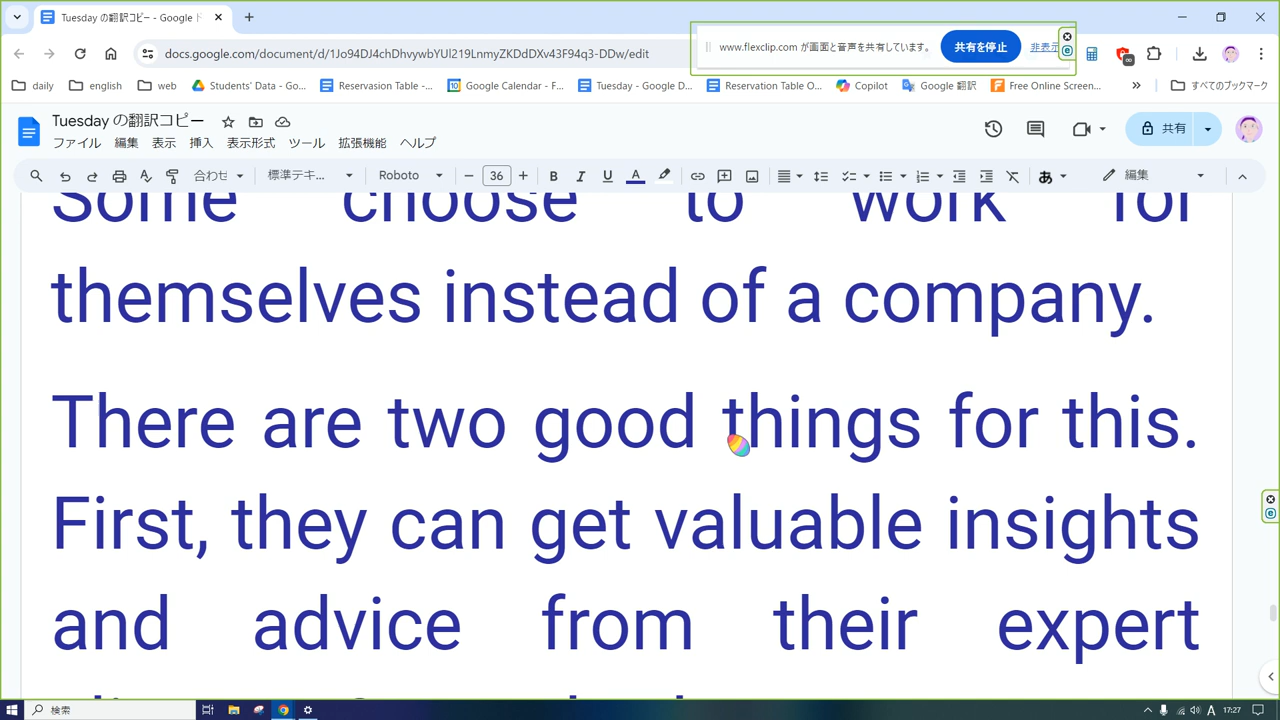 Tuesday の翻訳コピー - Google ド
docs.google.com/document/d/1Jo94DJ4chDhvywbYUl219LnmyZKDdDXv43F94q3-DDw/edit
www.flexclip.com が画面と音声を共有しています。 共有を停止 非表示
daily english web Students' Data - Go Reservasion Table -... Google Calendar - F... Tuesday - Google D... Reservation Table O... Copilot Google 翻訳 Free Online Screen... » すべてのブックマーク
Tuesday の翻訳コピー
ファイル 編集 表示 挿入 表示形式 ツール 拡張機能 ヘルプ 共有
合わせ 標準テキ... Roboto − 36 + B I U A あ 編集
Some choose to work for
themselves instead of a company.
There are two good things for this.
First, they can get valuable insights
and advice from their expert
検索 A 17:27